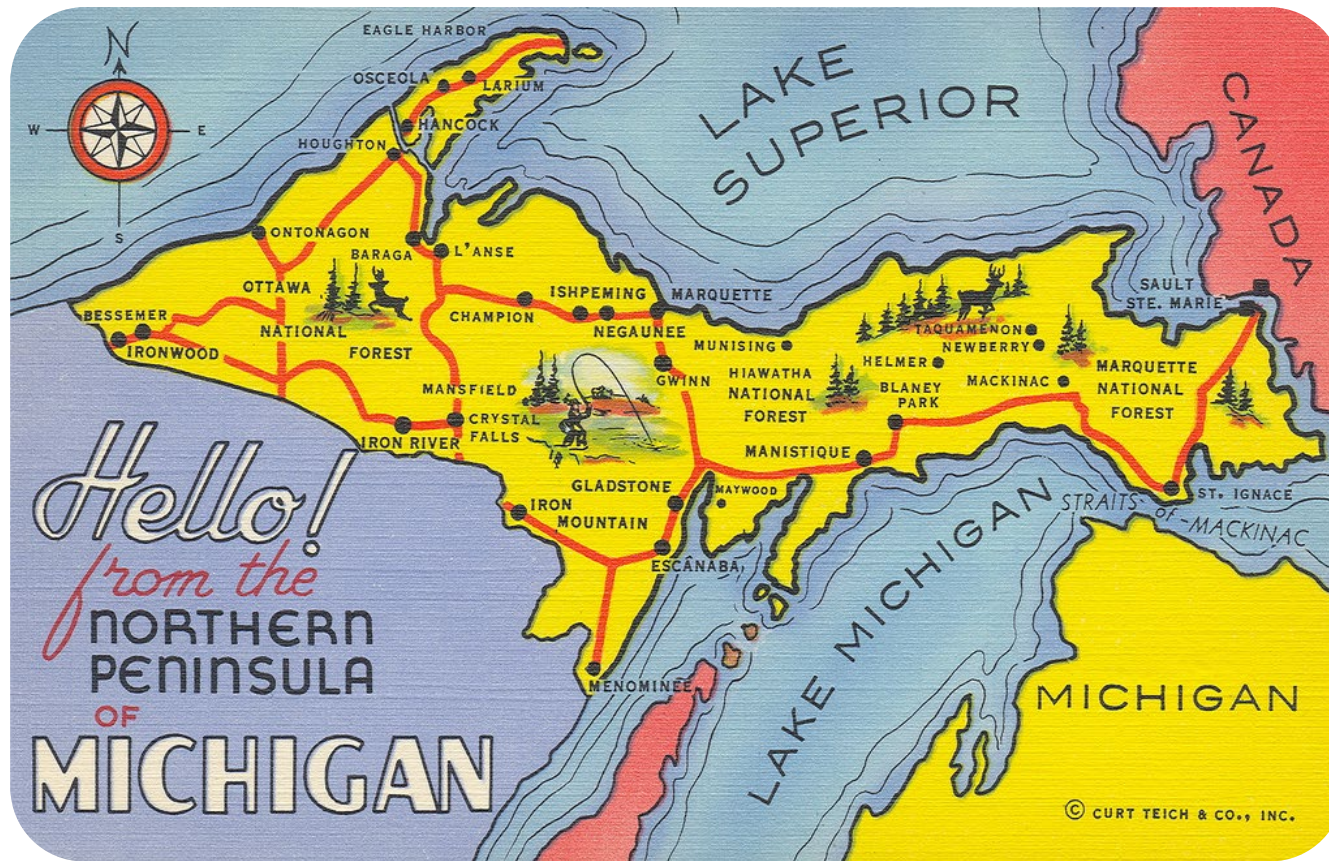 N
W
E
S
EAGLE HARBOR
OSCEOLA
LARIUM
HANCOCK
HOUGHTON
LAKE
SUPERIOR
CANADA
ONTONAGON
BARAGA
L'ANSE
OTTAWA
NATIONAL
FOREST
BESSEMER
IRONWOOD
CHAMPION
ISHPEMING
NEGAUNEE
MARQUETTE
GWINN
MUNISING
HIAWATHA
NATIONAL
FOREST
TAQUAMENON
NEWBERRY
HELMER
MACKINAC
BLANEY
PARK
SAULT
STE. MARIE
MARQUETTE
NATIONAL
FOREST
MANSFIELD
CRYSTAL
FALLS
IRON RIVER
MANISTIQUE
GLADSTONE
MAYWOOD
IRON
MOUNTAIN
ESCANABA
MENOMINEE
ST. IGNACE
STRAITS of MACKINAC
LAKE MICHIGAN
MICHIGAN
Hello!
from the
NORTHERN
PENINSULA
OF
MICHIGAN
© CURT TEICH & CO., INC.